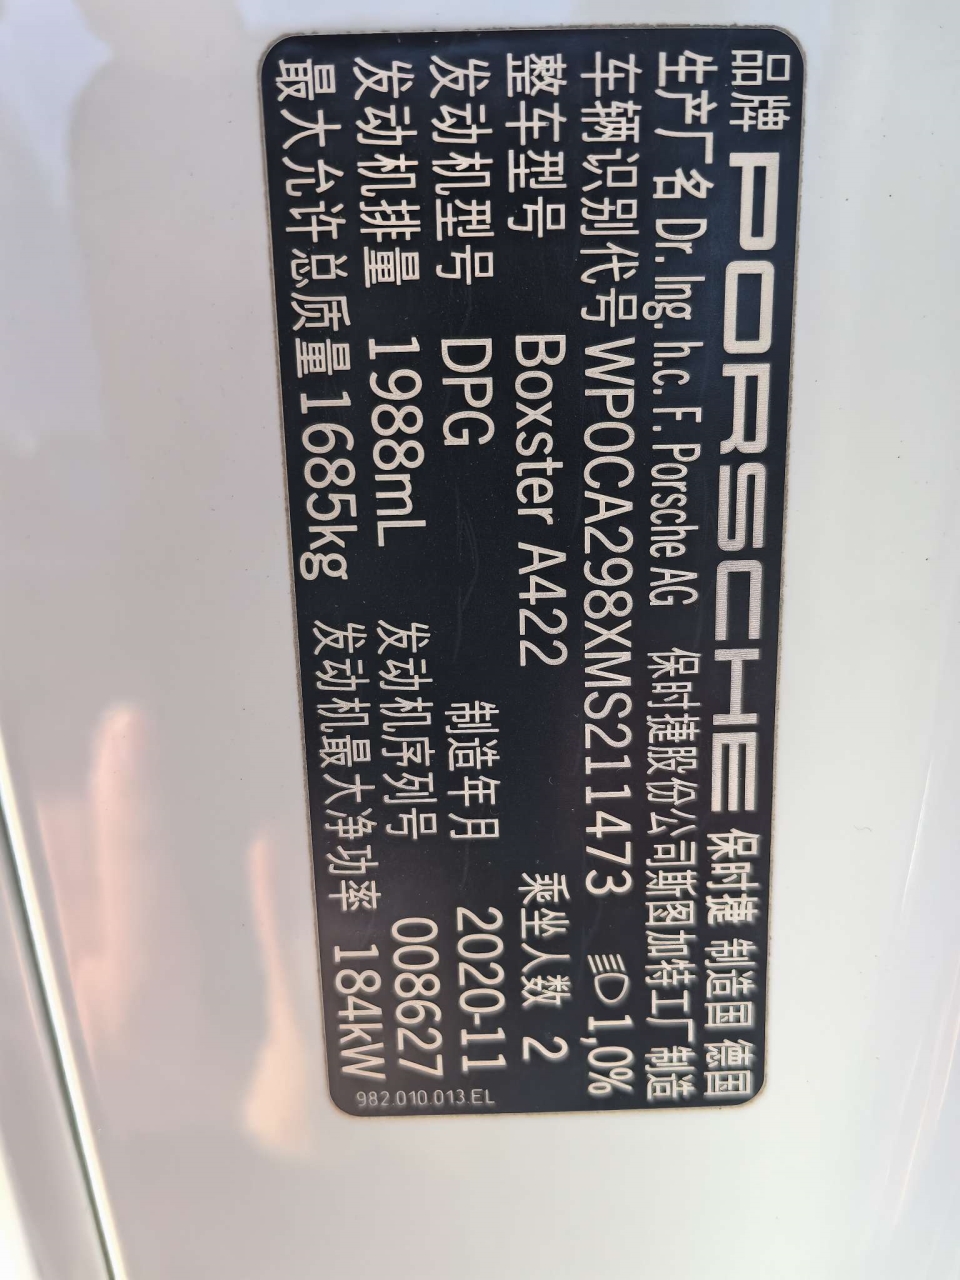 品牌 PORSCHE 保时捷 制造国 德国
生产厂名 Dr. Ing. h.c. F. Porsche AG 保时捷股份公司斯图加特工厂制造
车辆识别代号 WP0CA298XMS211473 1,0%
整车型号 Boxster A422 乘坐人数 2
发动机型号 DPG 制造年月 2020-11
发动机排量 1988mL 发动机序列号 008627
最大允许总质量 1685kg 发动机最大净功率 184kW
982.010.013.EL